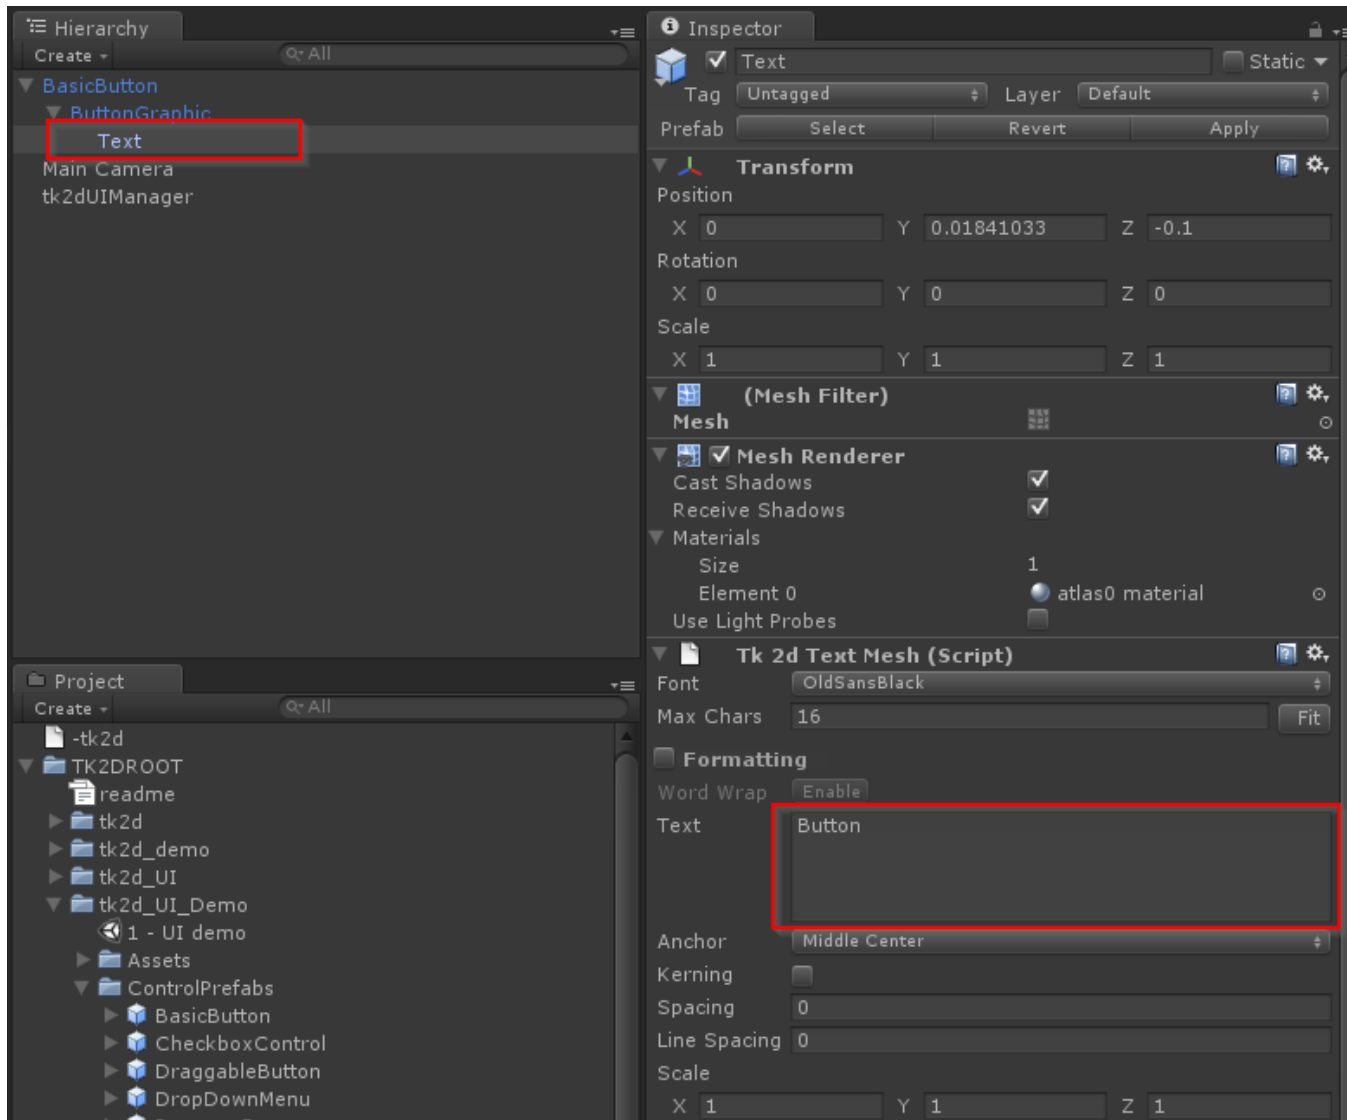 Hierarchy
Create
All
BasicButton
ButtonGraphic
Text
Main Camera
tk2dUIManager
Project
Create
All
-tk2d
TK2DROOT
readme
tk2d
tk2d_demo
tk2d_UI
tk2d_UI_Demo
1 - UI demo
Assets
ControlPrefabs
BasicButton
CheckboxControl
DraggableButton
DropDownMenu
Inspector
Text Static
Tag Untagged Layer Default
Prefab Select Revert Apply
Transform
Position
X 0 Y 0.01841033 Z -0.1
Rotation
X 0 Y 0 Z 0
Scale
X 1 Y 1 Z 1
(Mesh Filter)
Mesh
Mesh Renderer
Cast Shadows
Receive Shadows
Materials
Size 1
Element 0 atlas0 material
Use Light Probes
Tk 2d Text Mesh (Script)
Font OldSansBlack
Max Chars 16 Fit
Formatting
Word Wrap Enable
Text Button
Anchor Middle Center
Kerning
Spacing 0
Line Spacing 0
Scale
X 1 Y 1 Z 1